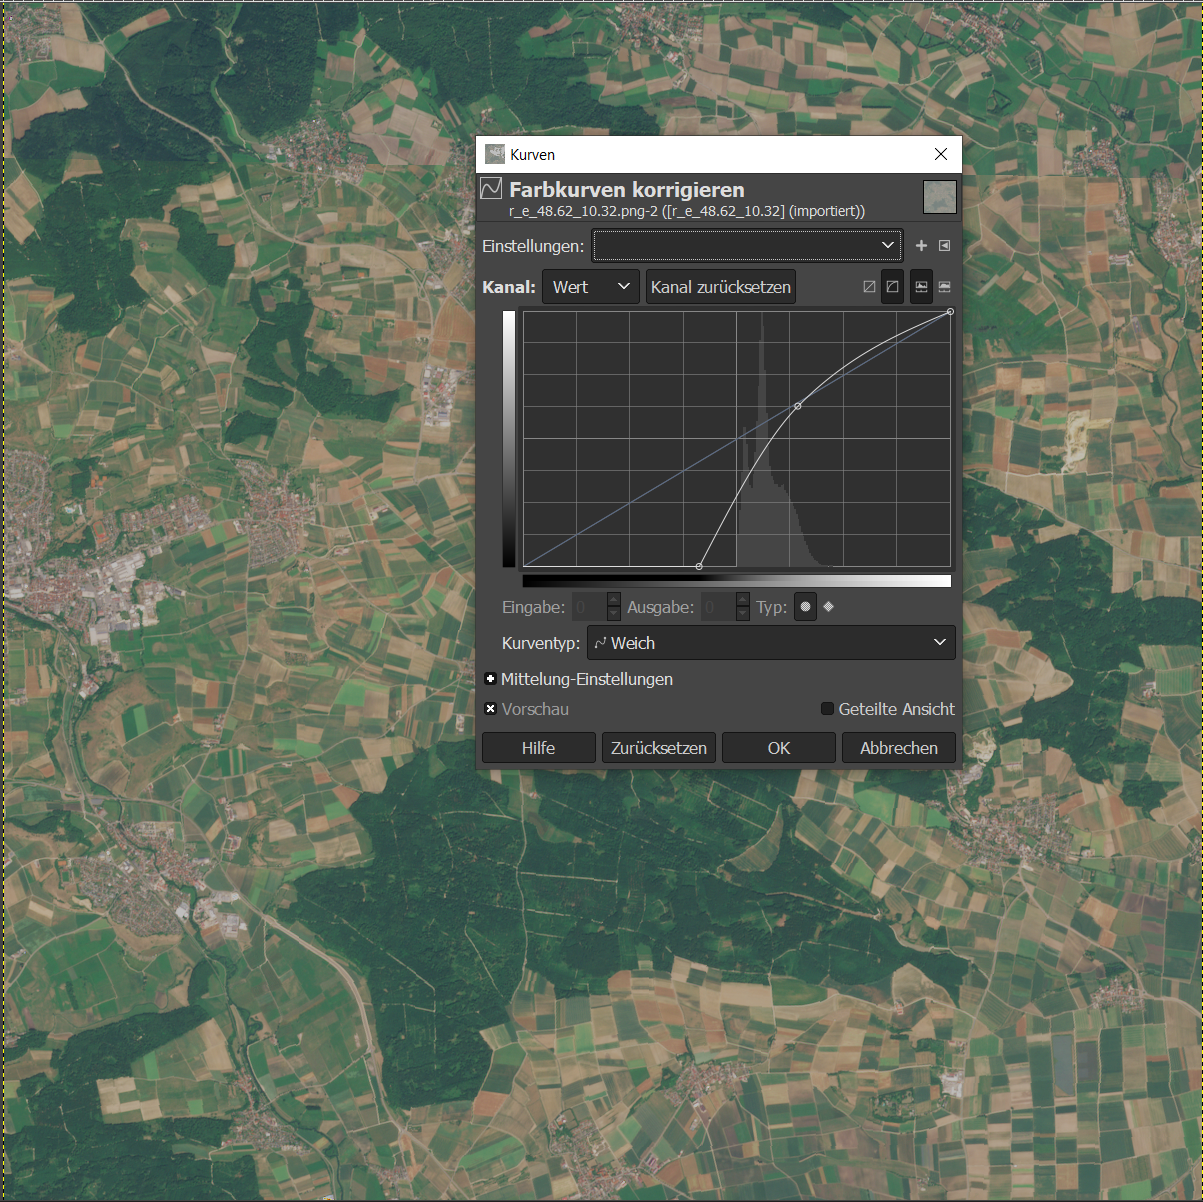 Kurven
Farbkurven korrigieren
r_e_48.62_10.32.png-2 ([r_e_48.62_10.32] (importiert))
Einstellungen:
Kanal: Wert Kanal zurücksetzen
Eingabe: 0 Ausgabe: 0 Typ:
Kurventyp: Weich
Mittelung-Einstellungen
Vorschau Geteilte Ansicht
Hilfe Zurücksetzen OK Abbrechen